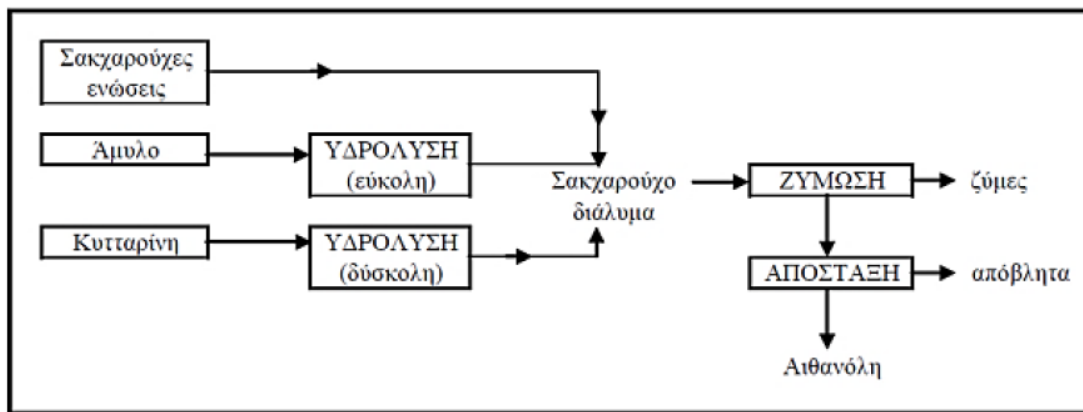 Σακχαρούχες
ενώσεις
Άμυλο
ΥΔΡΟΛΥΣΗ
(εύκολη)
Κυτταρίνη
ΥΔΡΟΛΥΣΗ
(δύσκολη)
Σακχαρούχο
διάλυμα
ΖΥΜΩΣΗ
ζύμες
ΑΠΟΣΤΑΞΗ
απόβλητα
Αιθανόλη